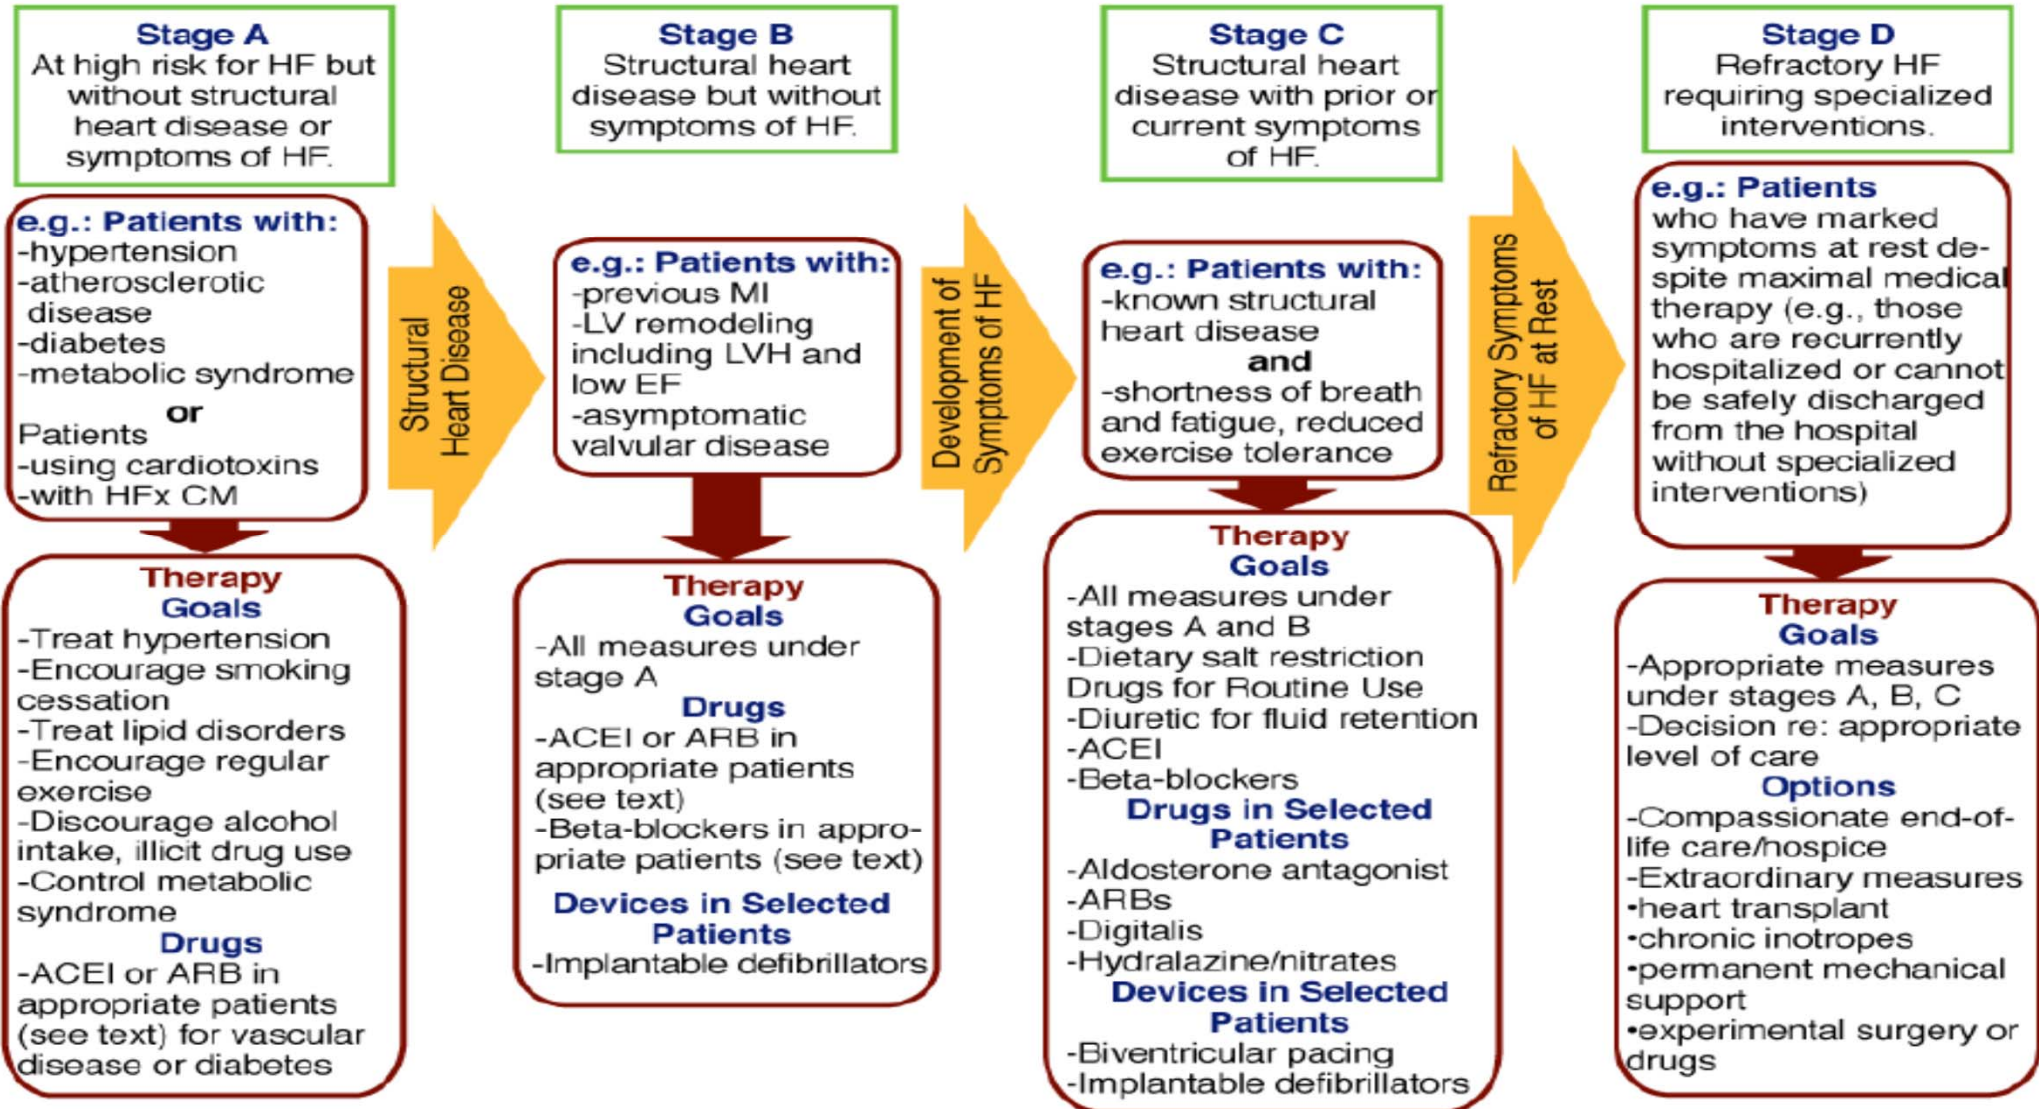 Stage A
At high risk for HF but
without structural
heart disease or
symptoms of HF.
e.g.: Patients with:
-hypertension
-atherosclerotic
disease
-diabetes
-metabolic syndrome
or
Patients
-using cardiotoxins
-with HFx CM
Therapy
Goals
-Treat hypertension
-Encourage smoking
cessation
-Treat lipid disorders
-Encourage regular
exercise
-Discourage alcohol
intake, illicit drug use
-Control metabolic
syndrome
Drugs
-ACEI or ARB in
appropriate patients
(see text) for vascular
disease or diabetes
Structural
Heart Disease
Stage B
Structural heart
disease but without
symptoms of HF.
e.g.: Patients with:
-previous MI
-LV remodeling
including LVH and
low EF
-asymptomatic
valvular disease
Therapy
Goals
-All measures under
stage A
Drugs
-ACEI or ARB in
appropriate patients
(see text)
-Beta-blockers in appro-
priate patients (see text)
Devices in Selected
Patients
-Implantable defibrillators
Development of
Symptoms of HF
Stage C
Structural heart
disease with prior or
current symptoms
of HF.
e.g.: Patients with:
-known structural
heart disease
and
-shortness of breath
and fatigue, reduced
exercise tolerance
Therapy
Goals
-All measures under
stages A and B
-Dietary salt restriction
Drugs for Routine Use
-Diuretic for fluid retention
-ACEI
-Beta-blockers
Drugs in Selected
Patients
-Aldosterone antagonist
-ARBs
-Digitalis
-Hydralazine/nitrates
Devices in Selected
Patients
-Biventricular pacing
-Implantable defibrillators
Refractory Symptoms
of HF at Rest
Stage D
Refractory HF
requiring specialized
interventions.
e.g.: Patients
who have marked
symptoms at rest de-
spite maximal medical
therapy (e.g., those
who are recurrently
hospitalized or cannot
be safely discharged
from the hospital
without specialized
interventions)
Therapy
Goals
-Appropriate measures
under stages A, B, C
-Decision re: appropriate
level of care
Options
-Compassionate end-of-
life care/hospice
-Extraordinary measures
•heart transplant
•chronic inotropes
•permanent mechanical
support
•experimental surgery or
drugs